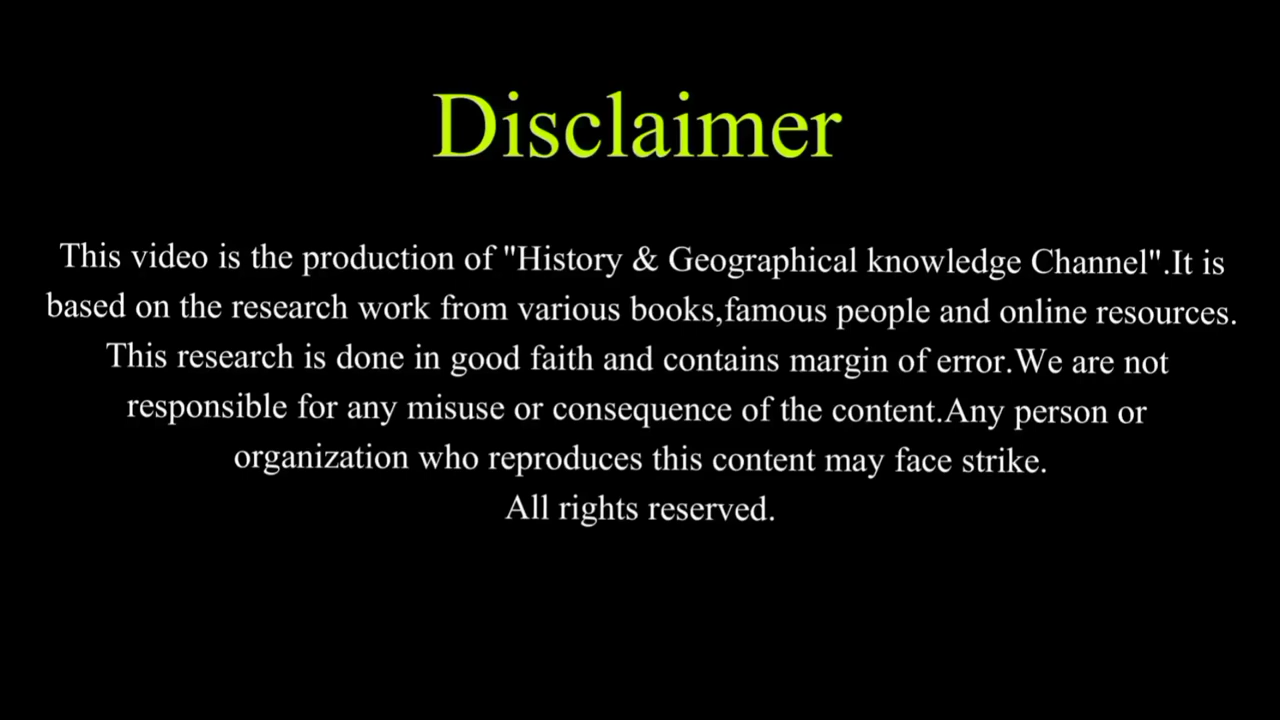 Disclaimer
This video is the production of "History & Geographical knowledge Channel".It is
based on the research work from various books,famous people and online resources.
This research is done in good faith and contains margin of error.We are not
responsible for any misuse or consequence of the content.Any person or
organization who reproduces this content may face strike.
All rights reserved.